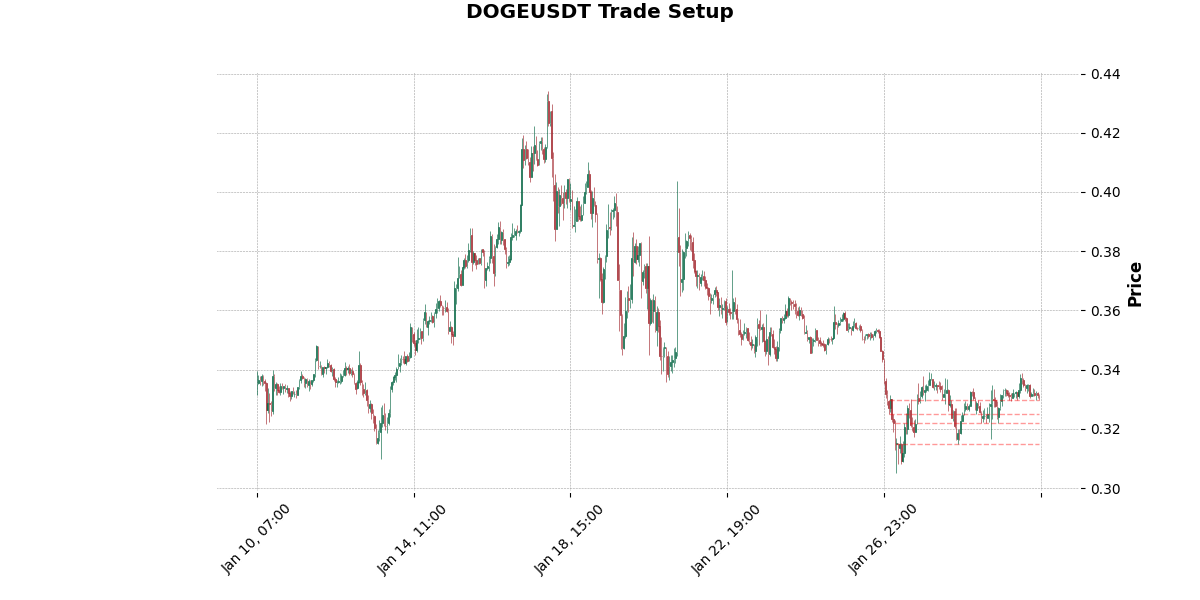 DOGEUSDT Trade Setup
0.44
0.42
0.40
0.38
0.36
0.34
0.32
0.30
Price
Jan 10, 07:00
Jan 14, 11:00
Jan 18, 15:00
Jan 22, 19:00
Jan 26, 23:00